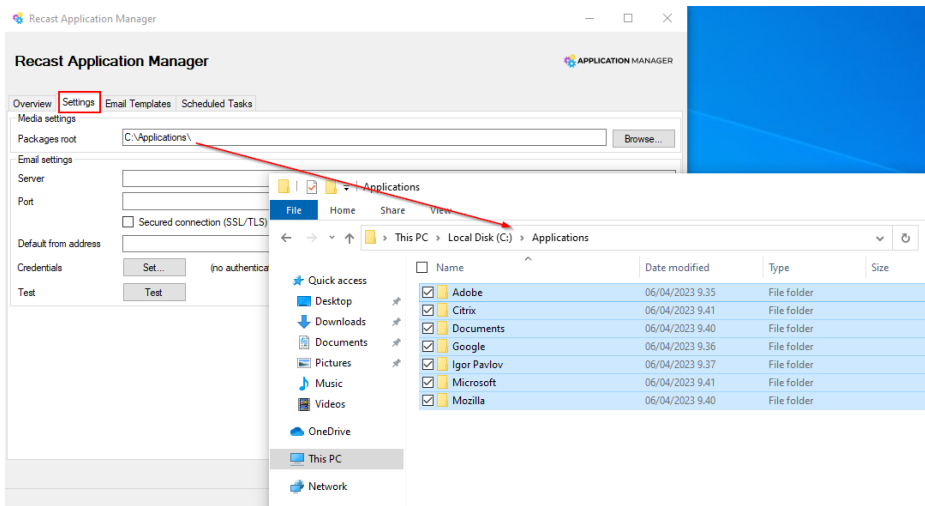 Recast Application Manager
Recast Application Manager
APPLICATION MANAGER
Overview Settings Email Templates Scheduled Tasks
Media settings
Packages root C:\Applications\ Browse...
Email settings
Server
Port
Secured connection (SSL/TLS)
Default from address
Credentials Set... (no authentica
Test Test
Applications
File Home Share View
This PC > Local Disk (C:) > Applications
Name Date modified Type Size
Quick access
Desktop
Downloads
Documents
Pictures
Music
Videos
OneDrive
This PC
Network
Adobe 06/04/2023 9.35 File folder
Citrix 06/04/2023 9.41 File folder
Documents 06/04/2023 9.40 File folder
Google 06/04/2023 9.36 File folder
Igor Pavlov 06/04/2023 9.37 File folder
Microsoft 06/04/2023 9.41 File folder
Mozilla 06/04/2023 9.40 File folder